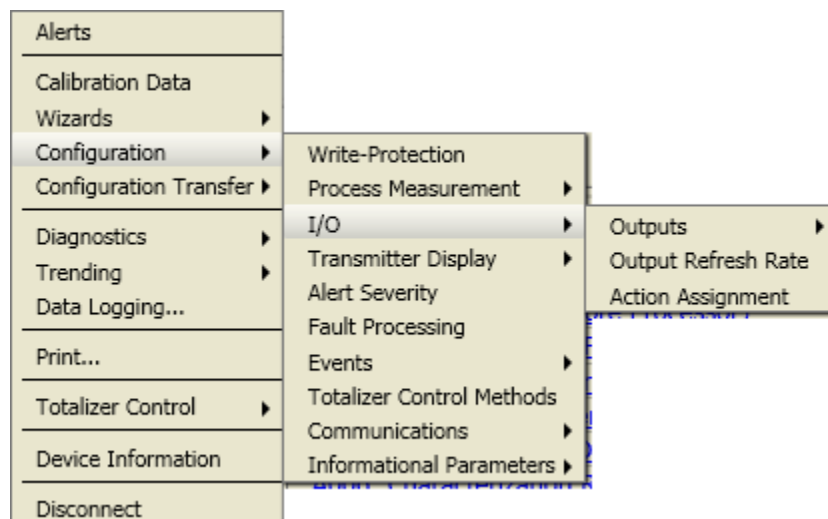 Alerts
Calibration Data
Wizards
Configuration
Configuration Transfer
Diagnostics
Trending
Data Logging...
Print...
Totalizer Control
Device Information
Disconnect
Write-Protection
Process Measurement
I/O
Transmitter Display
Alert Severity
Fault Processing
Events
Totalizer Control Methods
Communications
Informational Parameters
Outputs
Output Refresh Rate
Action Assignment